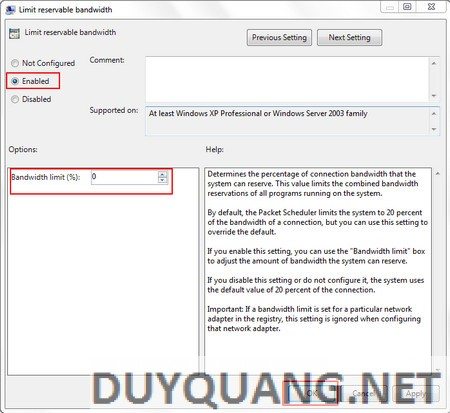 Limit reservable bandwidth
Limit reservable bandwidth
Previous Setting
Next Setting
Not Configured
Comment:
Enabled
Disabled
Supported on:
At least Windows XP Professional or Windows Server 2003 family
Options:
Help:
Bandwidth limit (%):
0
Determines the percentage of connection bandwidth that the
system can reserve. This value limits the combined bandwidth
reservations of all programs running on the system.
By default, the Packet Scheduler limits the system to 20 percent
of the bandwidth of a connection, but you can use this setting to
override the default.
If you enable this setting, you can use the "Bandwidth limit" box
to adjust the amount of bandwidth the system can reserve.
If you disable this setting or do not configure it, the system uses
the default value of 20 percent of the connection.
Important: If a bandwidth limit is set for a particular network
adapter in the registry, this setting is ignored when configuring
that network adapter.
DUYQUANG.NET
OK
Cancel
Apply